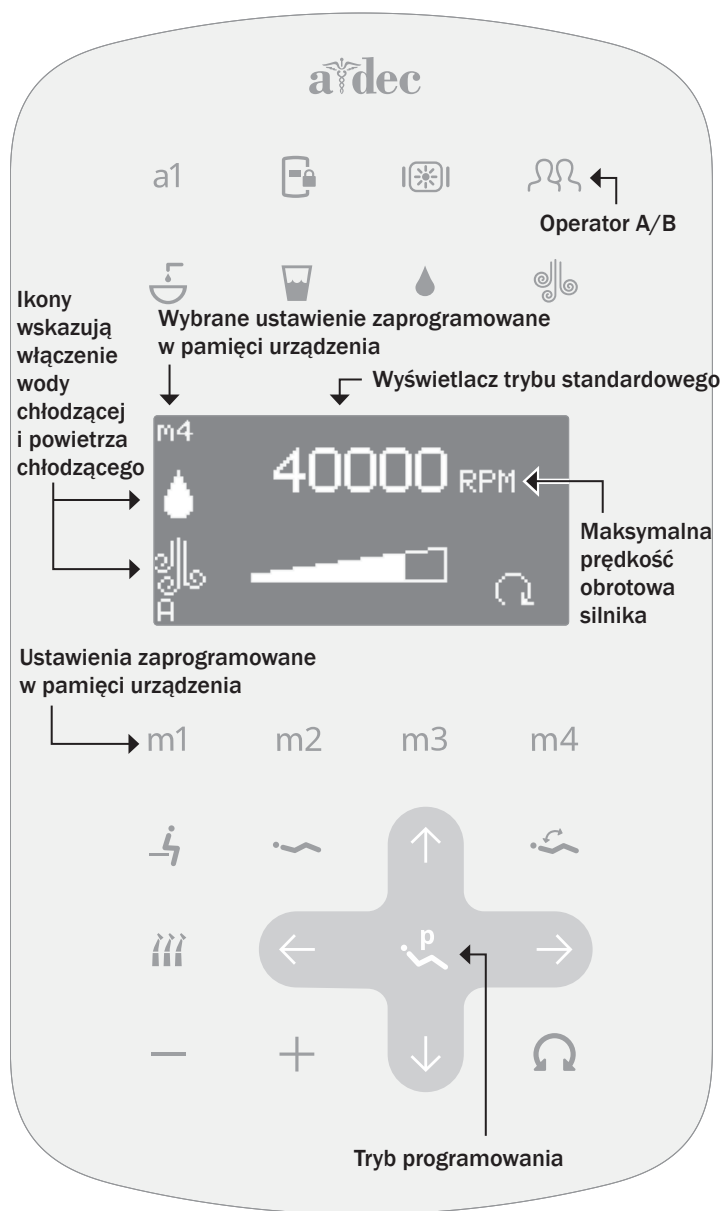 a dec
a1
Operator A/B
Ikony
wskazują
włączenie
wody
chłodzącej
i powietrza
chłodzącego
Wybrane ustawienie zaprogramowane
w pamięci urządzenia
Wyświetlacz trybu standardowego
m4
40000 RPM
A
Maksymalna
prędkość
obrotowa
silnika
Ustawienia zaprogramowane
w pamięci urządzenia
m1 m2 m3 m4
p
Tryb programowania